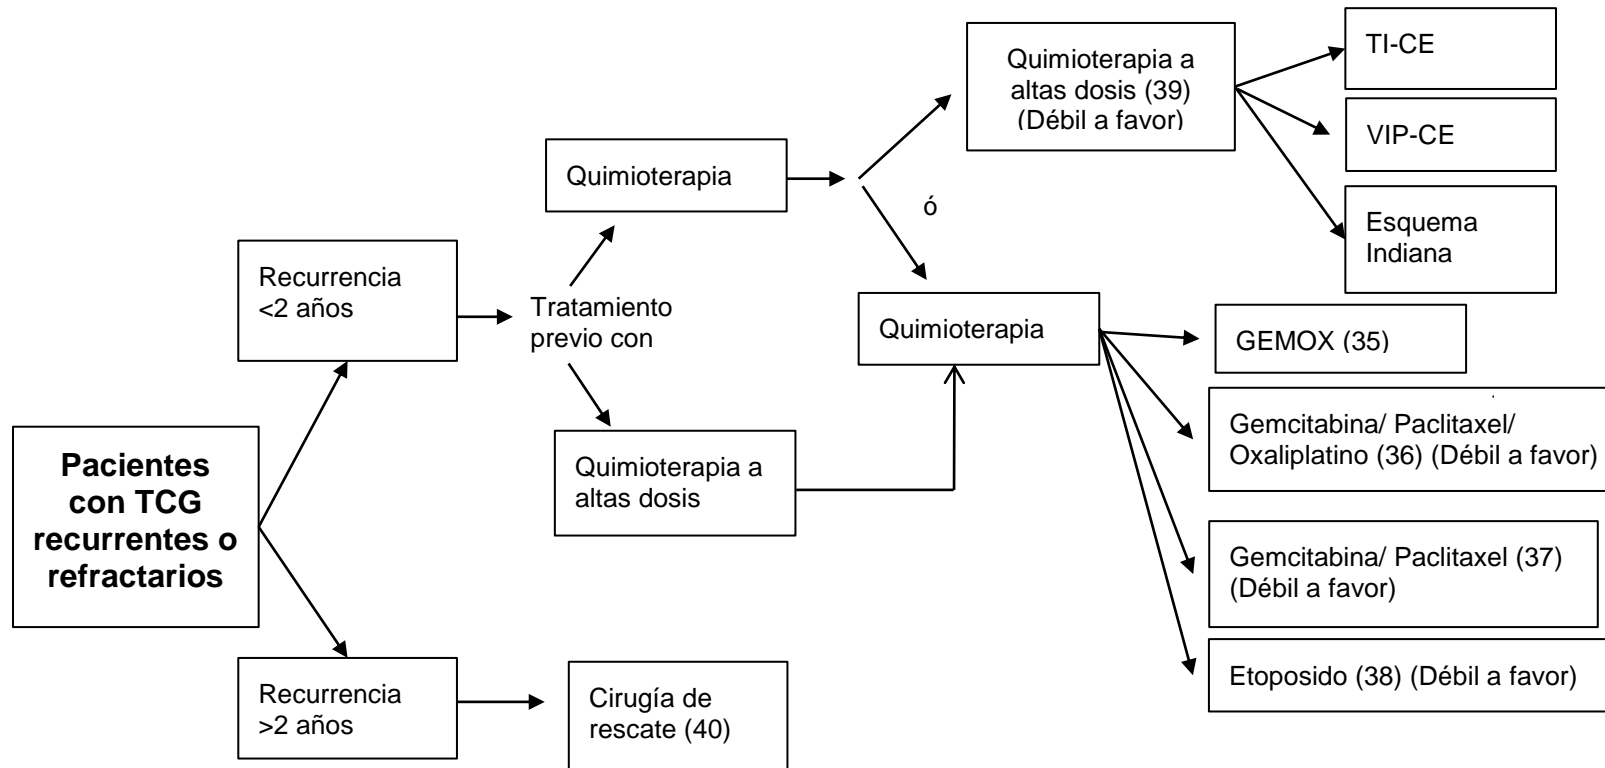 Pacientes
con TCG
recurrentes o
refractarios
Recurrencia
<2 años
Tratamiento
previo con
Quimioterapia
Quimioterapia a
altas dosis
ó
Quimioterapia a
altas dosis (39)
(Débil a favor)
TI-CE
VIP-CE
Esquema
Indiana
Quimioterapia
GEMOX (35)
Gemcitabina/ Paclitaxel/
Oxaliplatino (36) (Débil a favor)
Gemcitabina/ Paclitaxel (37)
(Débil a favor)
Etoposido (38) (Débil a favor)
Recurrencia
>2 años
Cirugía de
rescate (40)